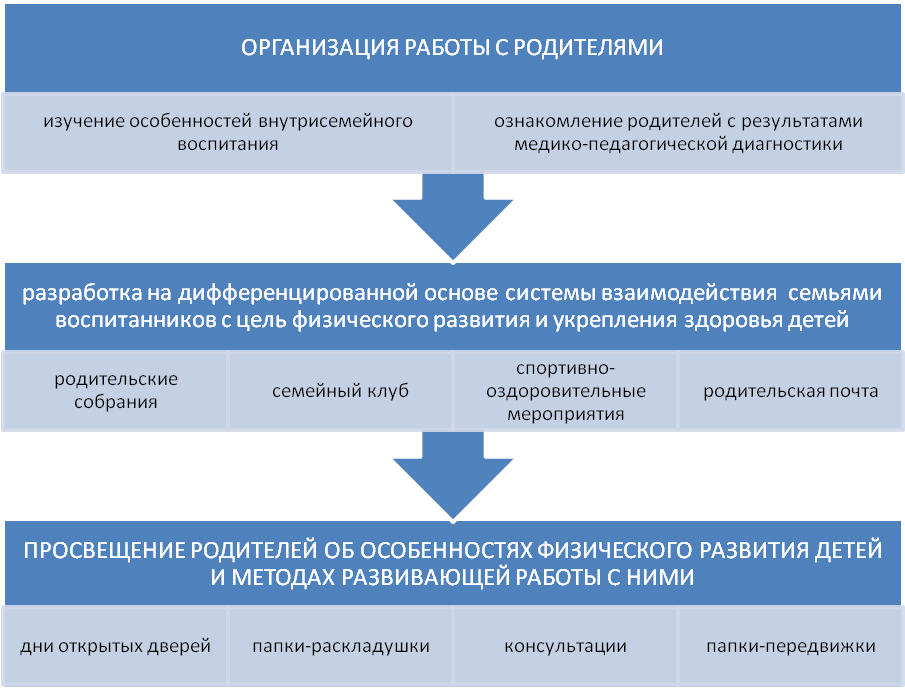 ОРГАНИЗАЦИЯ РАБОТЫ С РОДИТЕЛЯМИ
изучение особенностей внутрисемейного
воспитания
ознакомление родителей с результатами
медико-педагогической диагностики
разработка на дифференцированной основе системы взаимодействия семьями
воспитанников с цель физического развития и укрепления здоровья детей
родительские
собрания
семейный клуб
спортивно-
оздоровительные
мероприятия
родительская почта
ПРОСВЕЩЕНИЕ РОДИТЕЛЕЙ ОБ ОСОБЕННОСТЯХ ФИЗИЧЕСКОГО РАЗВИТИЯ ДЕТЕЙ
И МЕТОДАХ РАЗВИВАЮЩЕЙ РАБОТЫ С НИМИ
дни открытых дверей
папки-раскладушки
консультации
папки-передвижки